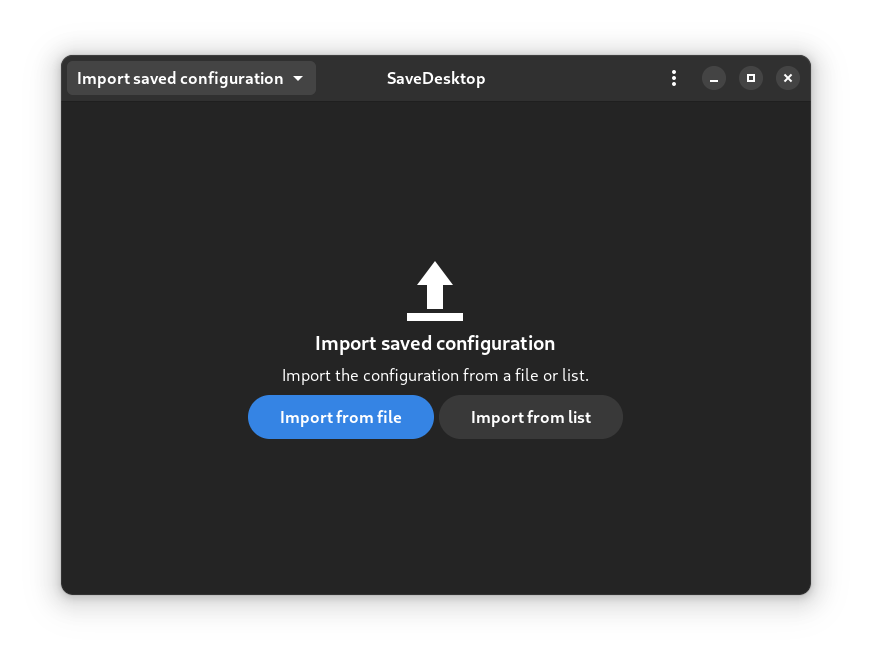 Import saved configuration
SaveDesktop
Import saved configuration
Import the configuration from a file or list.
Import from file
Import from list